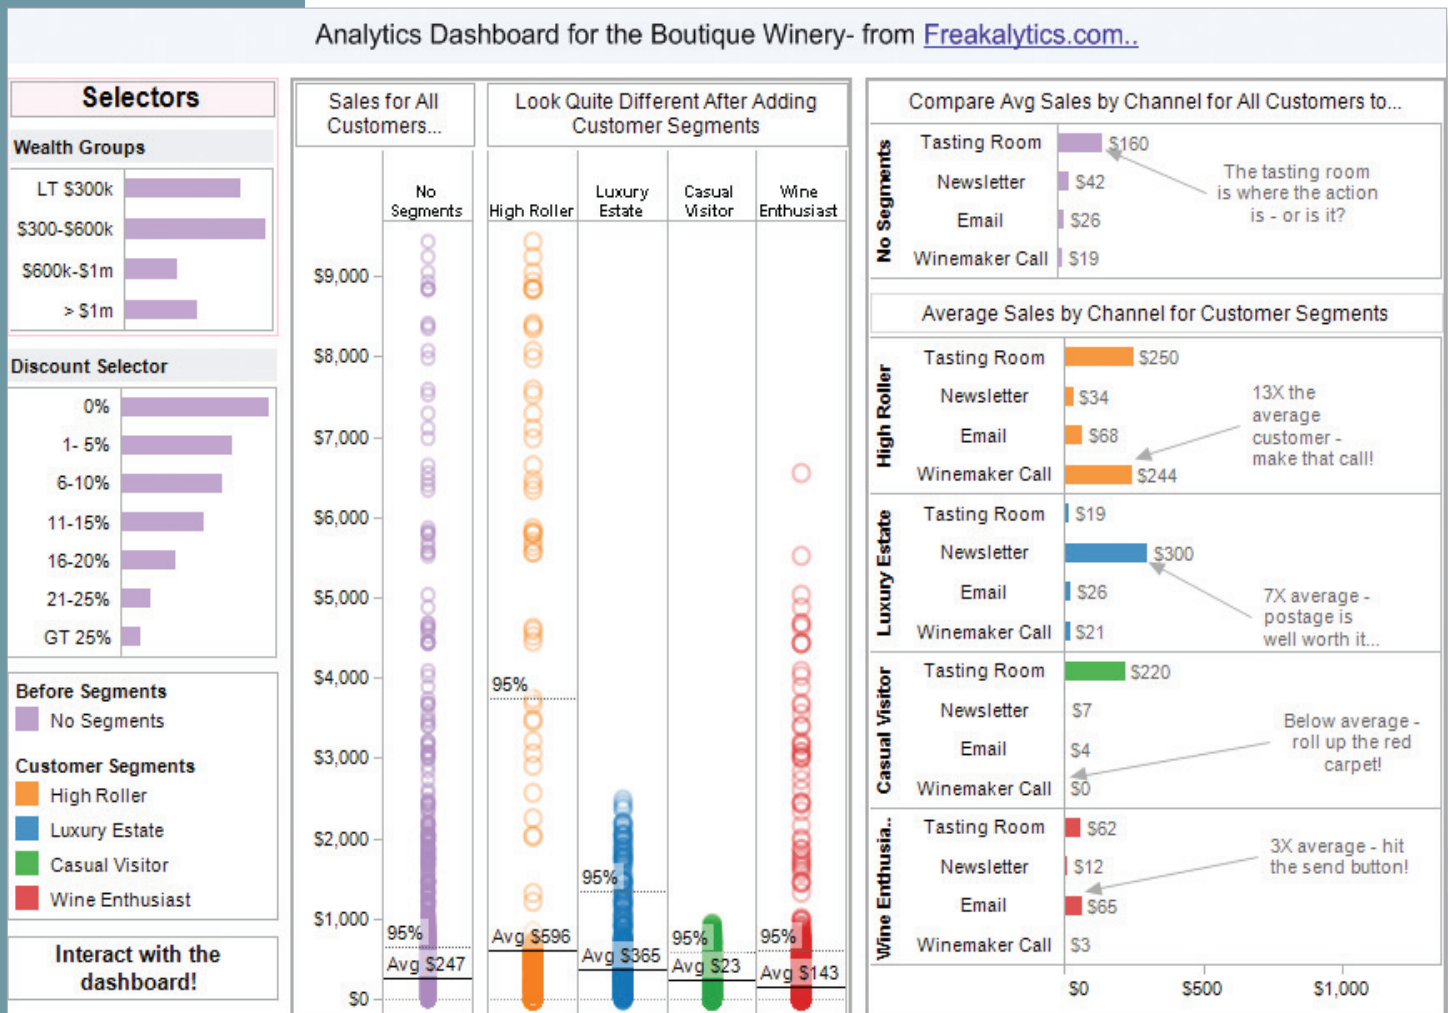 Analytics Dashboard for the Boutique Winery- from Freakalytics.com..
Selectors
Wealth Groups
LT $300k
$300-$600k
$600k-$1m
> $1m
Discount Selector
0%
1- 5%
6-10%
11-15%
16-20%
21-25%
GT 25%
Before Segments
No Segments
Customer Segments
High Roller
Luxury Estate
Casual Visitor
Wine Enthusiast
Interact with the
dashboard!
Sales for All
Customers...
Look Quite Different After Adding
Customer Segments
No
Segments
High Roller
Luxury
Estate
Casual
Visitor
Wine
Enthusiast
$9,000
$8,000
$7,000
$6,000
$5,000
$4,000
$3,000
$2,000
$1,000
$0
95%
Avg $247
95%
Avg $596
95%
Avg $365
95%
Avg $23
95%
Avg $143
Compare Avg Sales by Channel for All Customers to...
No Segments
Tasting Room $160
Newsletter $42
Email $26
Winemaker Call $19
The tasting room
is where the action
is - or is it?
Average Sales by Channel for Customer Segments
High Roller
Tasting Room $250
Newsletter $34
Email $68
Winemaker Call $244
13X the
average
customer -
make that call!
Luxury Estate
Tasting Room $19
Newsletter $300
Email $26
Winemaker Call $21
7X average -
postage is
well worth it...
Casual Visitor
Tasting Room $220
Newsletter $7
Email $4
Winemaker Call $0
Below average -
roll up the red
carpet!
Wine Enthusia..
Tasting Room $62
Newsletter $12
Email $65
Winemaker Call $3
3X average - hit
the send button!
$0 $500 $1,000